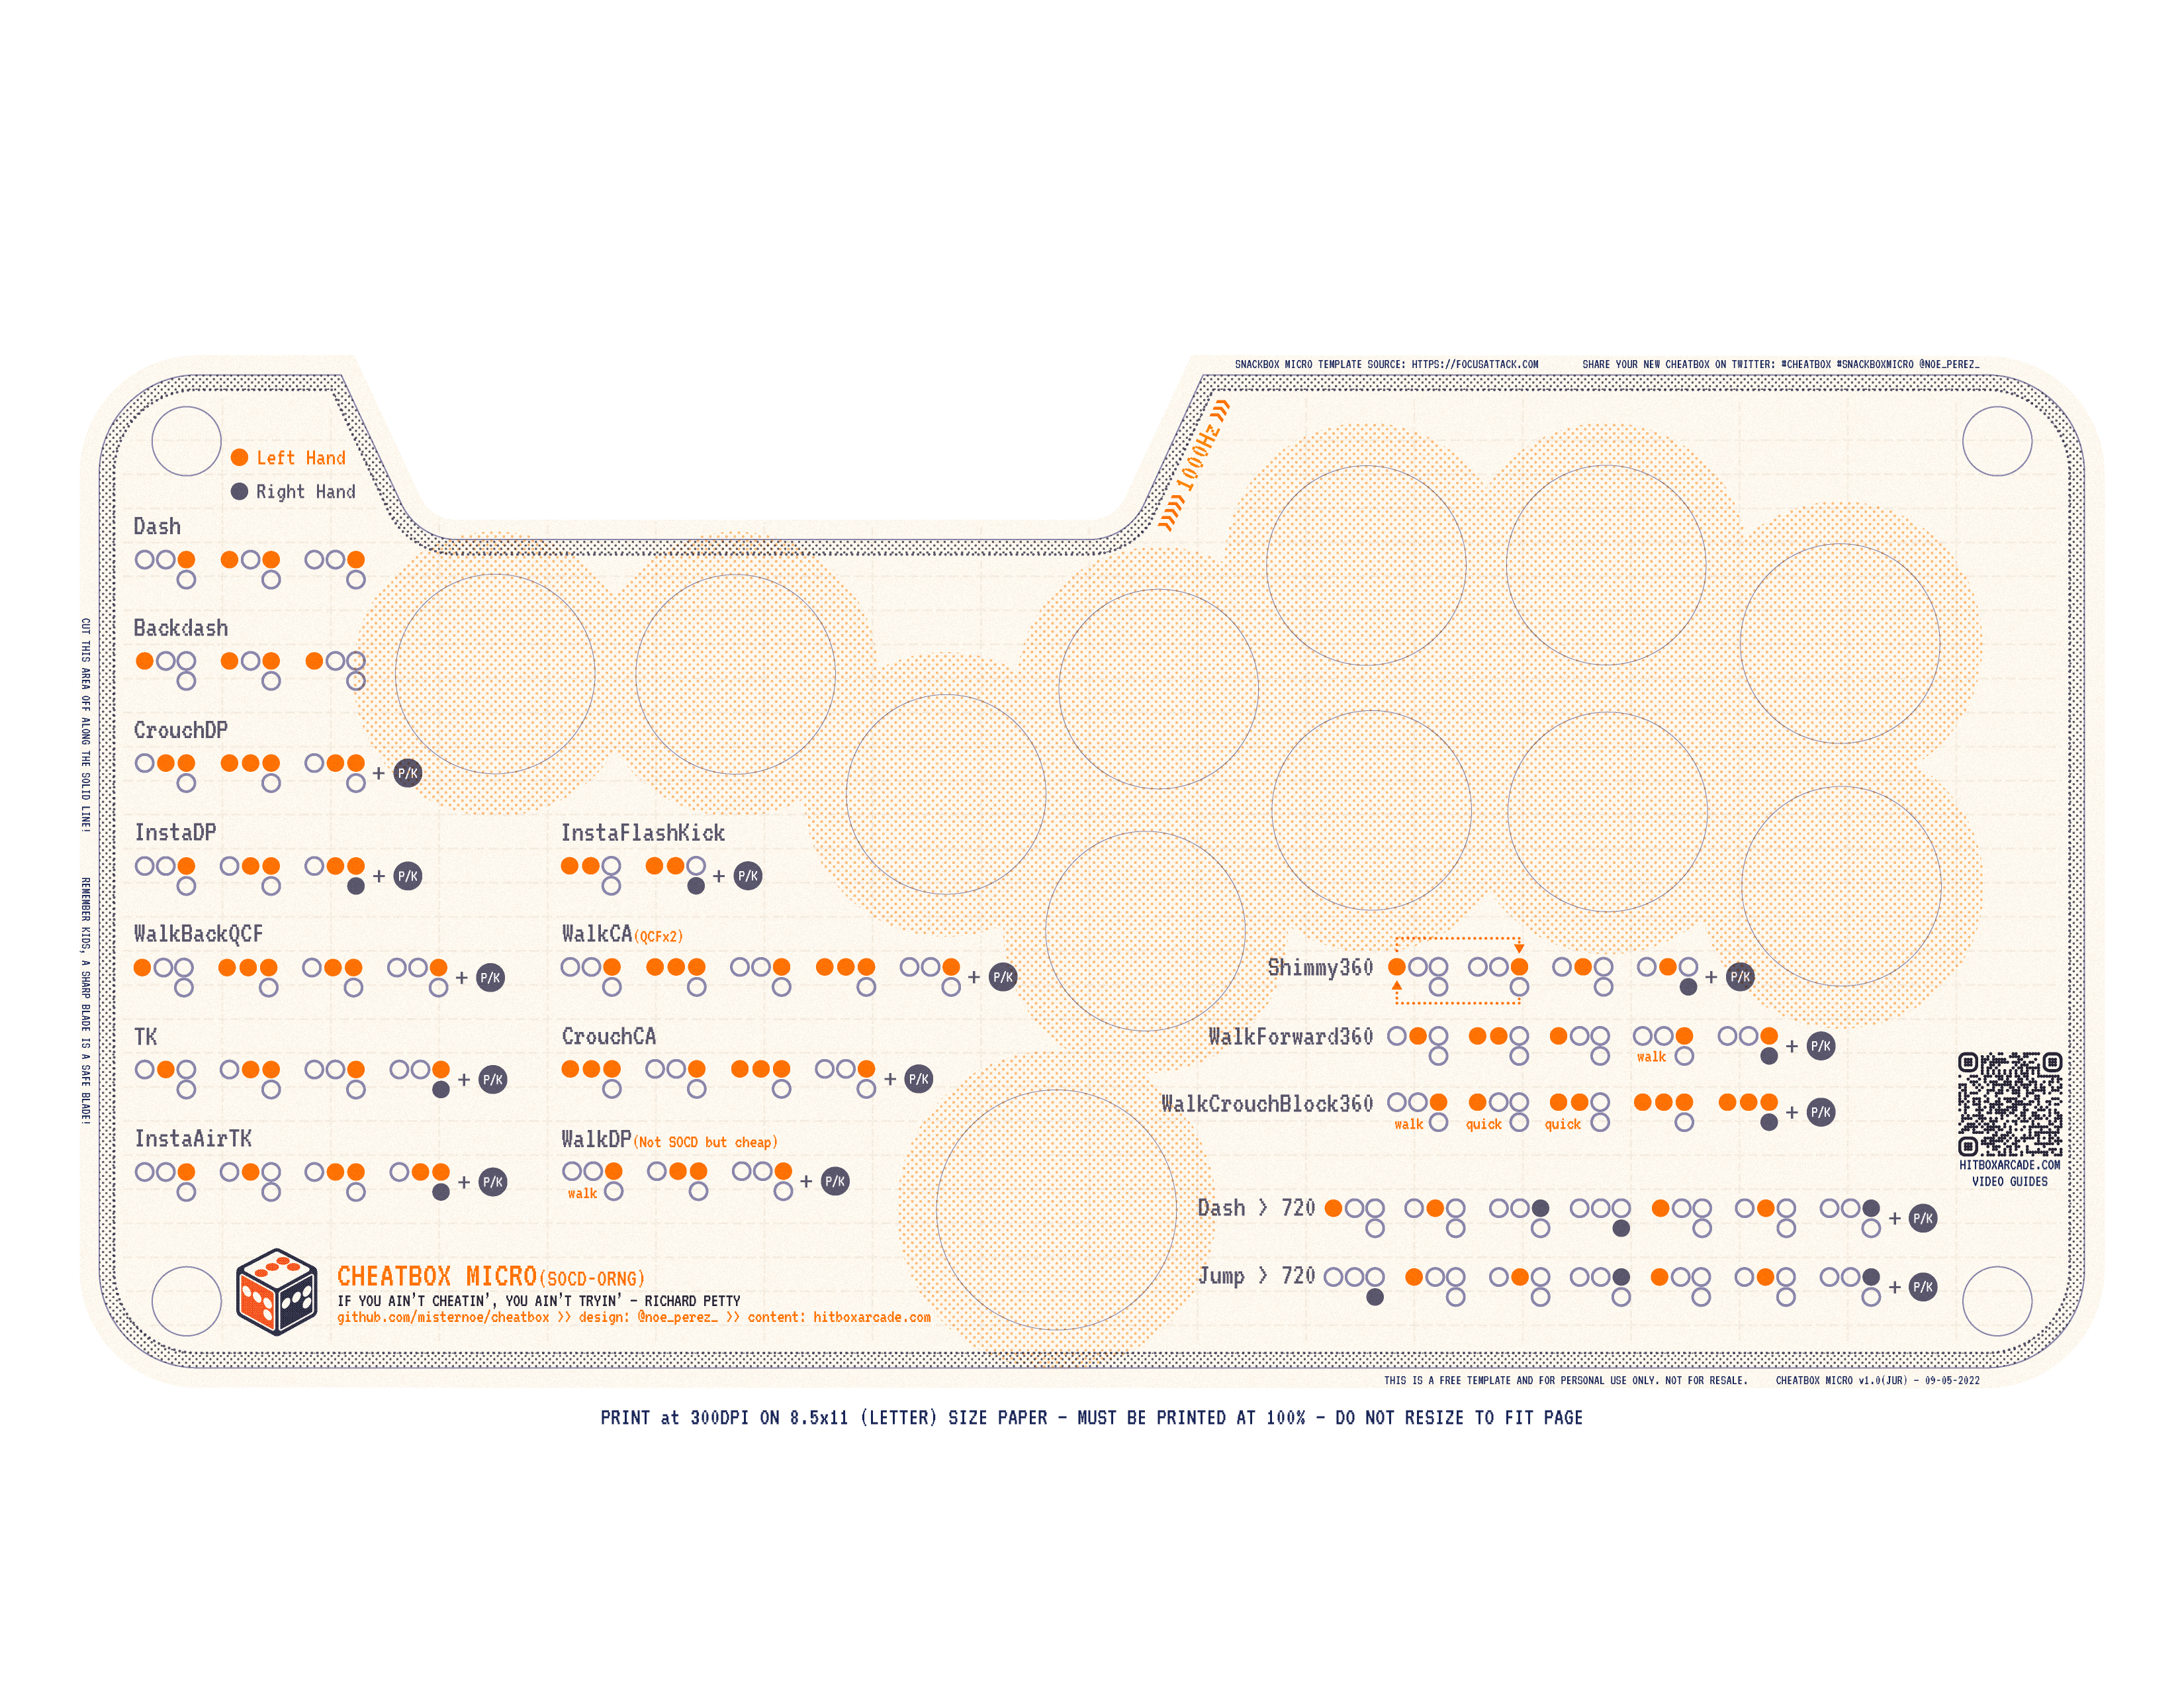 SNACKBOX MICRO TEMPLATE SOURCE: HTTPS://FOCUSATTACK.COM
SHARE YOUR NEW CHEATBOX ON TWITTER: #CHEATBOX #SNACKBOXMICRO @NOE_PEREZ_
>>>>> 1000Hz >>>
Left Hand
Right Hand
Dash
Backdash
CrouchDP
+ P/K
InstaDP
+ P/K
WalkBackQCF
+ P/K
TK
+ P/K
InstaAirTK
+ P/K
InstaFlashKick
+ P/K
WalkCA(QCFx2)
+ P/K
CrouchCA
+ P/K
WalkDP(Not SOCD but cheap)
+ P/K
walk
Shimmy360
+ P/K
WalkForward360
+ P/K
walk
WalkCrouchBlock360
+ P/K
walk quick quick
Dash > 720
+ P/K
Jump > 720
+ P/K
HITBOXARCADE.COM
VIDEO GUIDES
CUT THIS AREA OFF ALONG THE SOLID LINE!
REMEMBER KIDS, A SHARP BLADE IS A SAFE BLADE!
CHEATBOX MICRO(SOCD-ORNG)
IF YOU AIN'T CHEATIN', YOU AIN'T TRYIN' - RICHARD PETTY
github.com/misternoe/cheatbox >> design: @noe_perez_ >> content: hitboxarcade.com
THIS IS A FREE TEMPLATE AND FOR PERSONAL USE ONLY. NOT FOR RESALE.
CHEATBOX MICRO v1.0(JUR) - 09-05-2022
PRINT at 300DPI ON 8.5x11 (LETTER) SIZE PAPER - MUST BE PRINTED AT 100% - DO NOT RESIZE TO FIT PAGE